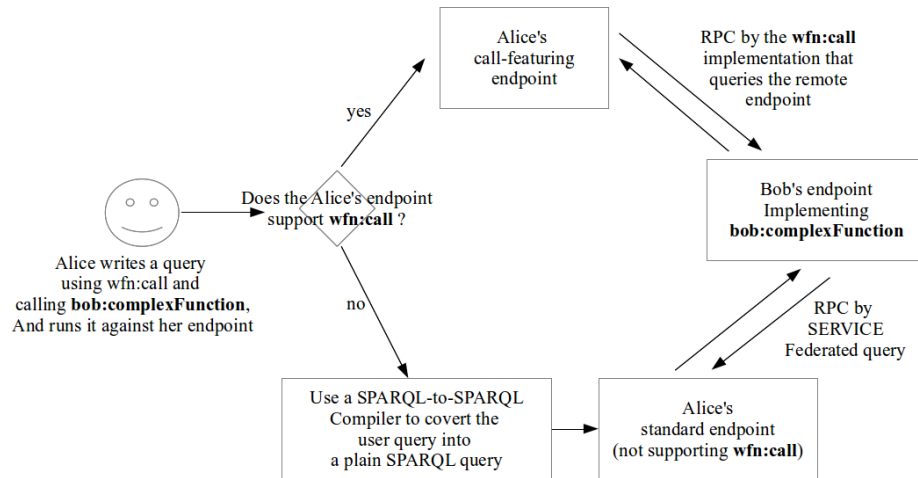 Alice's
call-featuring
endpoint
RPC by the wfn:call
implementation that
queries the remote
endpoint
yes
Does the Alice's endpoint
support wfn:call ?
Bob's endpoint
Implementing
bob:complexFunction
Alice writes a query
using wfn:call and
calling bob:complexFunction,
And runs it against her endpoint
no
RPC by
SERVICE
Federated query
Use a SPARQL-to-SPARQL
Compiler to covert the
user query into
a plain SPARQL query
Alice's
standard endpoint
(not supporting wfn:call)